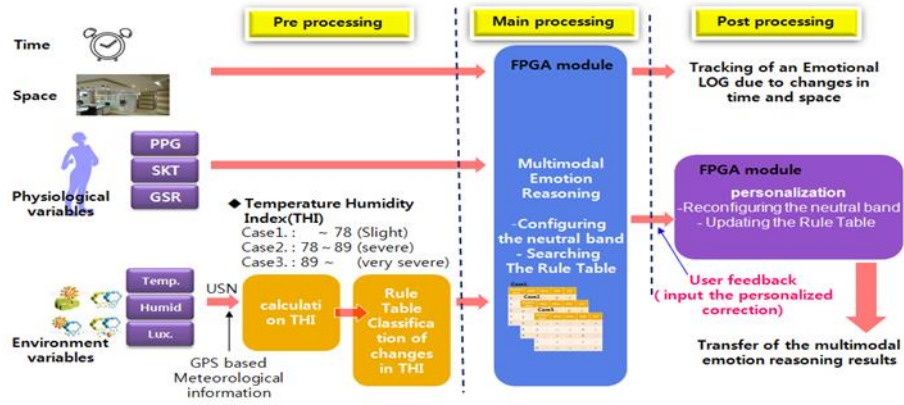 Pre processing
Main processing
Post processing
Time
Space
FPGA module
Tracking of an Emotional
LOG due to changes in
time and space
PPG
SKT
GSR
Physiological
variables
Multimodal
Emotion
Reasoning
-Configuring
the neutral band
- Searching
The Rule Table
FPGA module
personalization
-Reconfiguring the neutral band
- Updating the Rule Table
◆ Temperature Humidity
Index(THI)
Case1. : ~ 78 (Slight)
Case2. : 78 ~ 89 (severe)
Case3. : 89 ~ (very severe)
User feedback
( input the personalized
correction)
Temp.
Humid
Lux.
Environment
variables
USN
calculati
on THI
Rule
Table
Classifica
tion of
changes
in THI
GPS based
Meteorological
information
Case1
Case2
Case3
Transfer of the multimodal
emotion reasoning results